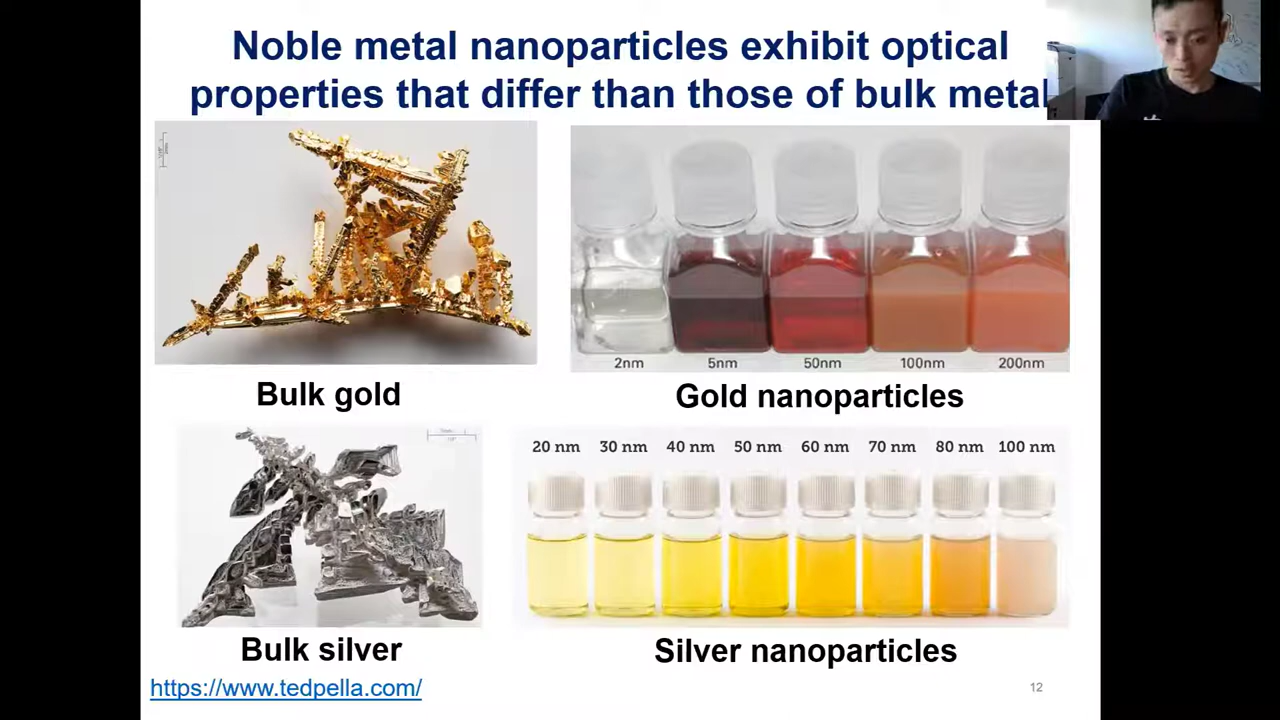 Noble metal nanoparticles exhibit optical
properties that differ than those of bulk metal
2nm 5nm 50nm 100nm 200nm
Bulk gold
Gold nanoparticles
20 nm 30 nm 40 nm 50 nm 60 nm 70 nm 80 nm 100 nm
Bulk silver
Silver nanoparticles
https://www.tedpella.com/
12